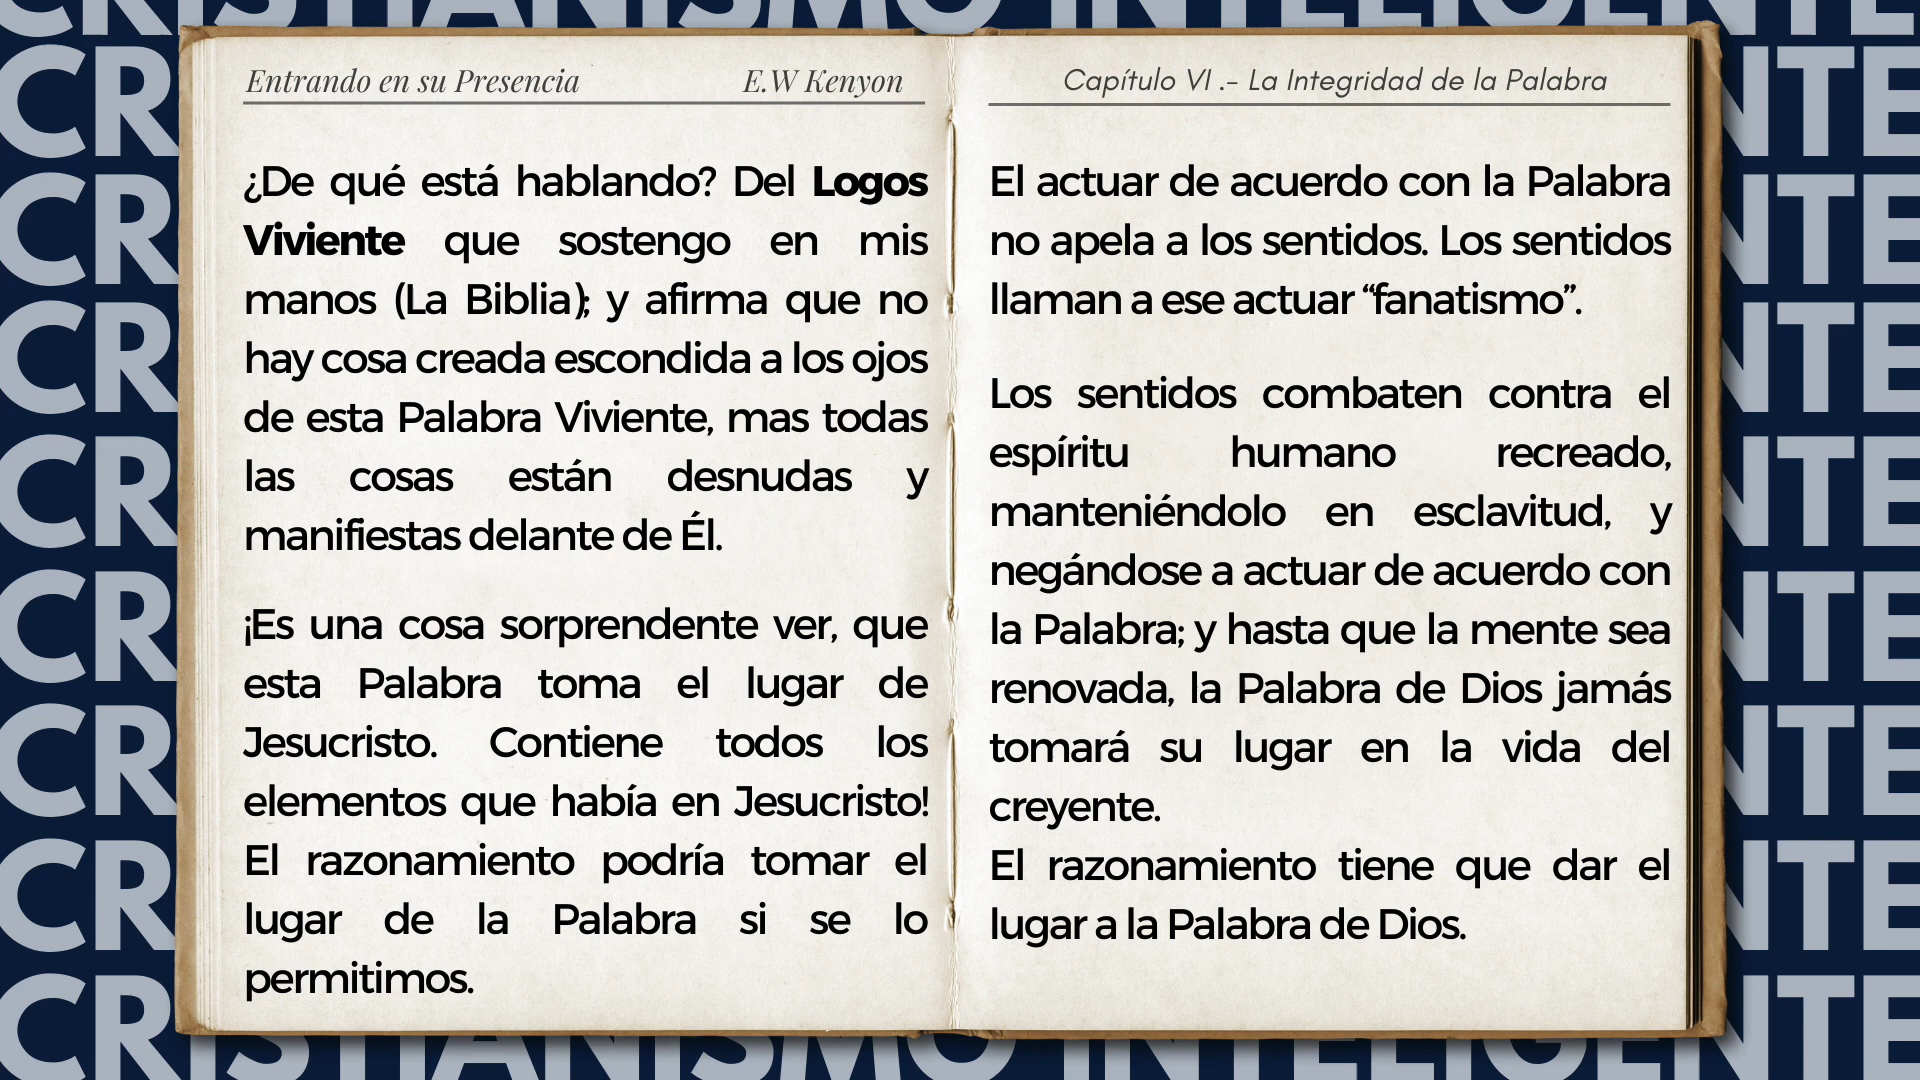 CRISTIANISMO INTELIGENTE
Entrando en su Presencia
E.W Kenyon
¿De qué está hablando? Del Logos
Viviente que sostengo en mis
manos (La Biblia); y afirma que no
hay cosa creada escondida a los ojos
de esta Palabra Viviente, mas todas
las cosas están desnudas y
manifiestas delante de Él.
¡Es una cosa sorprendente ver, que
esta Palabra toma el lugar de
Jesucristo. Contiene todos los
elementos que había en Jesucristo!
El razonamiento podría tomar el
lugar de la Palabra si se lo
permitimos.
Capítulo VI .- La Integridad de la Palabra
El actuar de acuerdo con la Palabra
no apela a los sentidos. Los sentidos
llaman a ese actuar “fanatismo”.
Los sentidos combaten contra el
espíritu humano recreado,
manteniéndolo en esclavitud, y
negándose a actuar de acuerdo con
la Palabra; y hasta que la mente sea
renovada, la Palabra de Dios jamás
tomará su lugar en la vida del
creyente.
El razonamiento tiene que dar el
lugar a la Palabra de Dios.
CRISTIANISMO INTELIGENTE